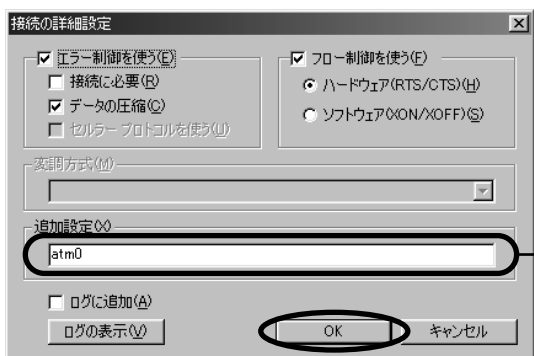 接続の詳細設定
エラー制御を使う(E)
接続に必要(R)
データの圧縮(C)
セルラー プロトコルを使う(U)
フロー制御を使う(F)
ハードウェア(RTS/CTS)(H)
ソフトウェア(XON/XOFF)(S)
変調方式(M)
追加設定(X)
atm0
ログに追加(A)
ログの表示(V)
OK
キャンセル